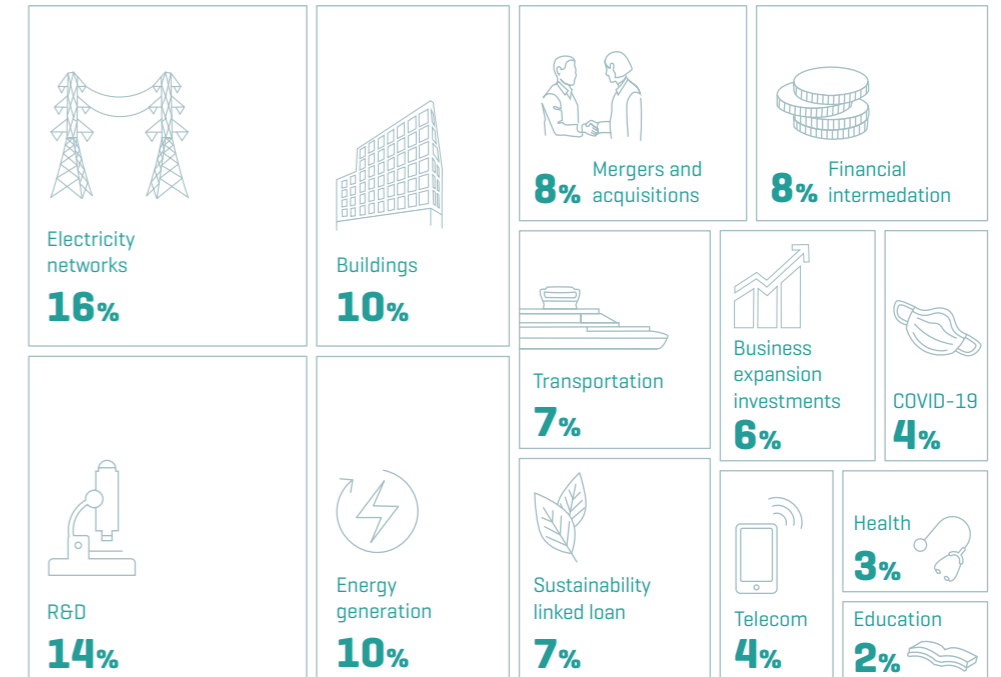 Electricity
networks
16%
Buildings
10%
8% Mergers and
acquisitions
8% Financial
intermedation
Transportation
7%
Business
expansion
investments
6%
COVID-19
4%
R&D
14%
Energy
generation
10%
Sustainability
linked loan
7%
Telecom
4%
Health
3%
Education
2%